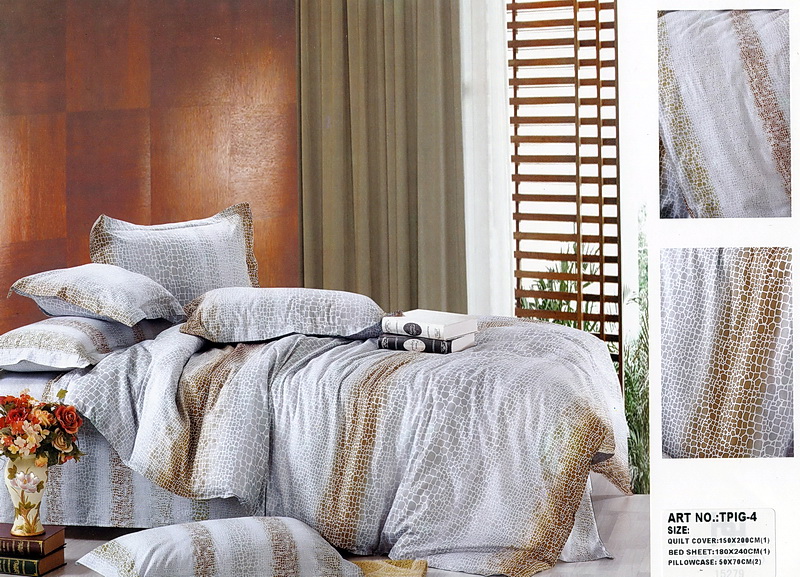 ART NO.:TPIG-4
SIZE:
QUILT COVER:150X200CM(1)
BED SHEET:180X240CM(1)
PILLOWCASE: 50X70CM(2)